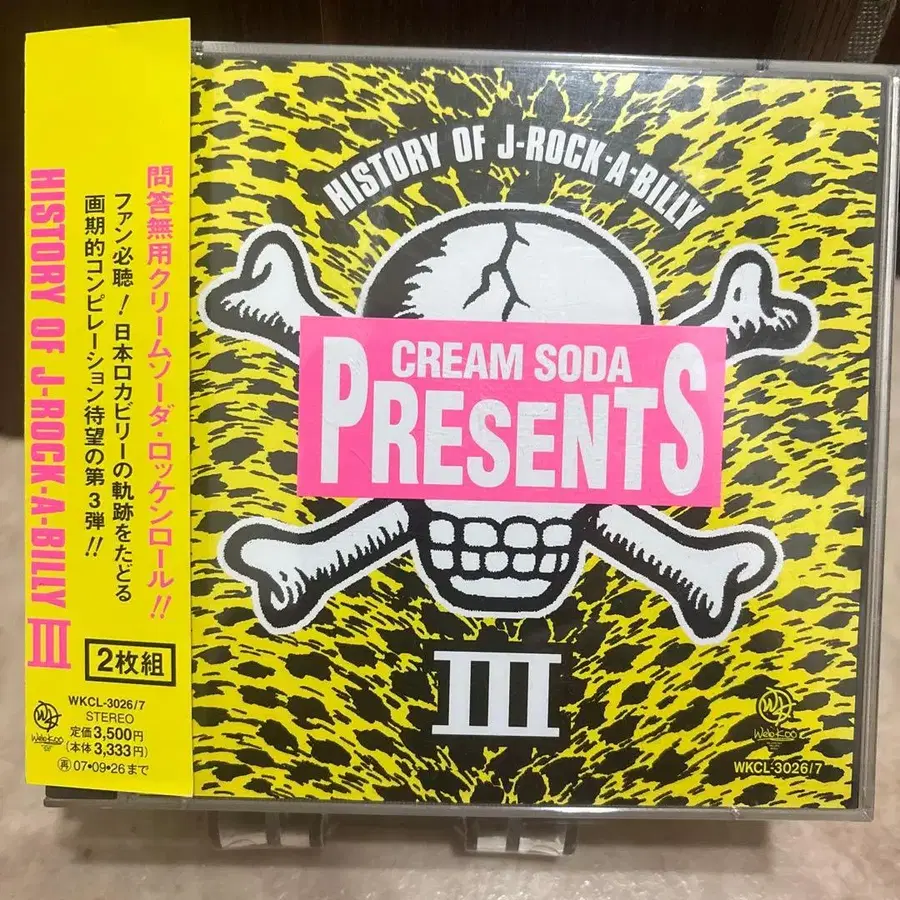 問答無用クリームソーダ・ロッケンロール!!
ファン必聴!日本ロカビリーの軌跡をたどる
画期的コンピレーション待望の第3弾!!
HISTORY OF J-ROCK-A-BILLY III
2枚組
WKCL-3026/7
STEREO
定価3,500円
(本体3,333円)
再07•09•26まで
HISTORY OF J-ROCK-A-BILLY
CREAM SODA
PRESENTS
III
Web-Koo
WKCL-3026/7